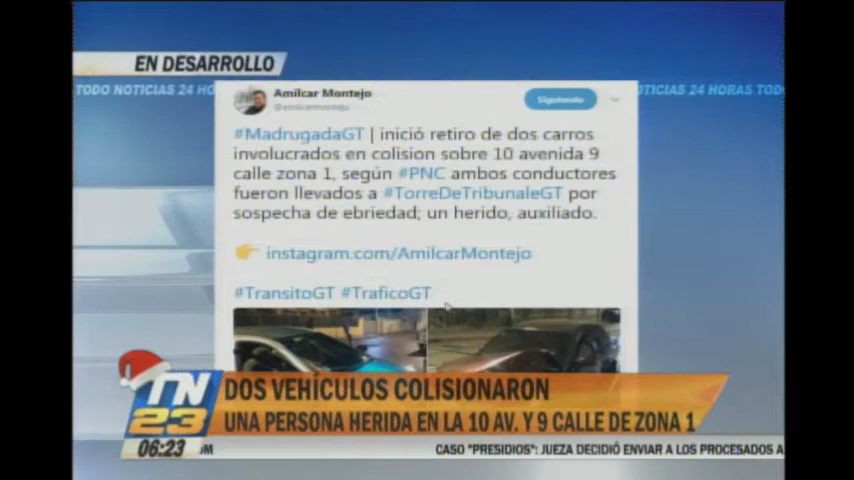 EN DESARROLLO
TODO NOTICIAS 24 HO
OTICIAS 24 HORAS TOD
Amilcar Montejo
@amilcarmontejo
Siguiendo
#MadrugadaGT | inició retiro de dos carros
involucrados en colision sobre 10 avenida 9
calle zona 1, según #PNC ambos conductores
fueron llevados a #TorreDeTribunaleGT por
sospecha de ebriedad; un herido, auxiliado.
instagram.com/AmilcarMontejo
#TransitoGT #TraficoGT
TN
23
DOS VEHÍCULOS COLISIONARON
UNA PERSONA HERIDA EN LA 10 AV. Y 9 CALLE DE ZONA 1
06:23
OM
CASO "PRESIDIOS": JUEZA DECIDIÓ ENVIAR A LOS PROCESADOS A